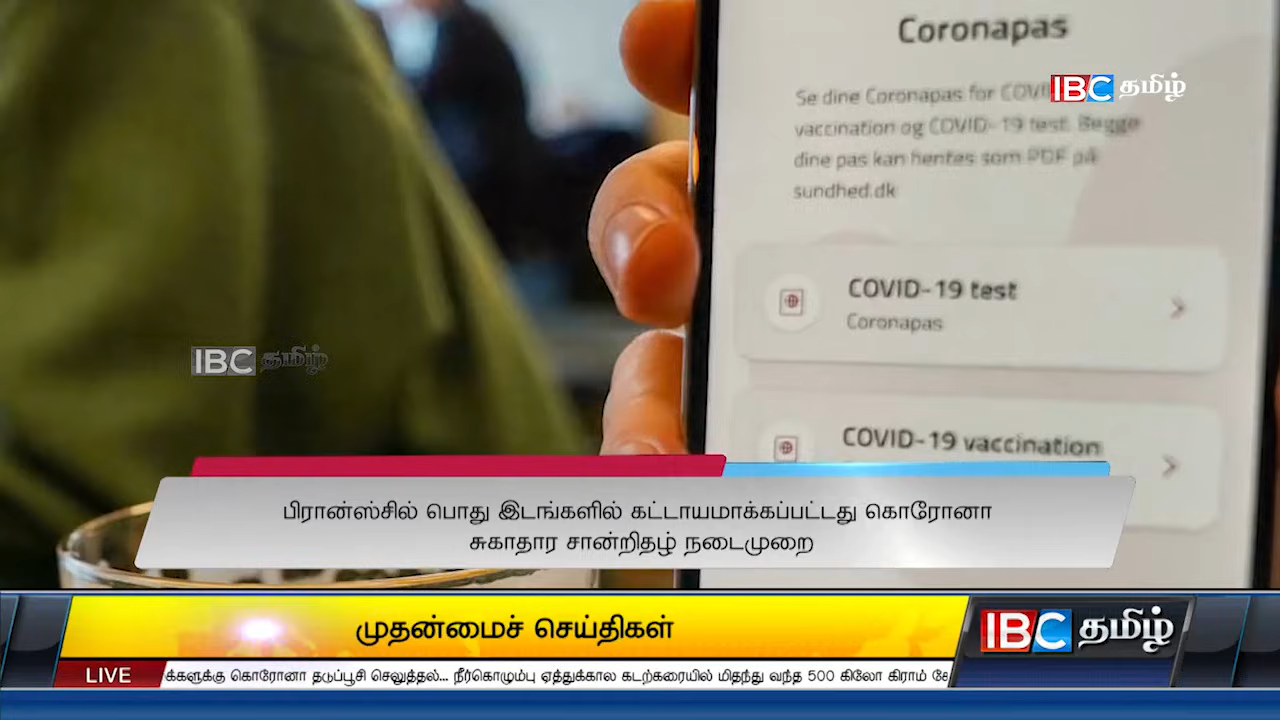 Coronapas
Se dine Coronapas for
vaccination og COVID-19 test. Begge
dine pas kan hentes som PDF på
sundhed.dk
IBC தமிழ்
COVID-19 test
Coronapas
IBC தமிழ்
COVID-19 vaccination
பிரான்ஸ்சில் பொது இடங்களில் கட்டாயமாக்கப்பட்டது கொரோனா
சுகாதார சான்றிதழ் நடைமுறை
முதன்மைச் செய்திகள்
IBC தமிழ்
LIVE
க்களுக்கு கொரோனா தடுப்பூசி செலுத்தல்... நீர்கொழும்பு ஏத்துக்கால கடற்கரையில் மிதந்து வந்த 500 கிலோ கிராம்